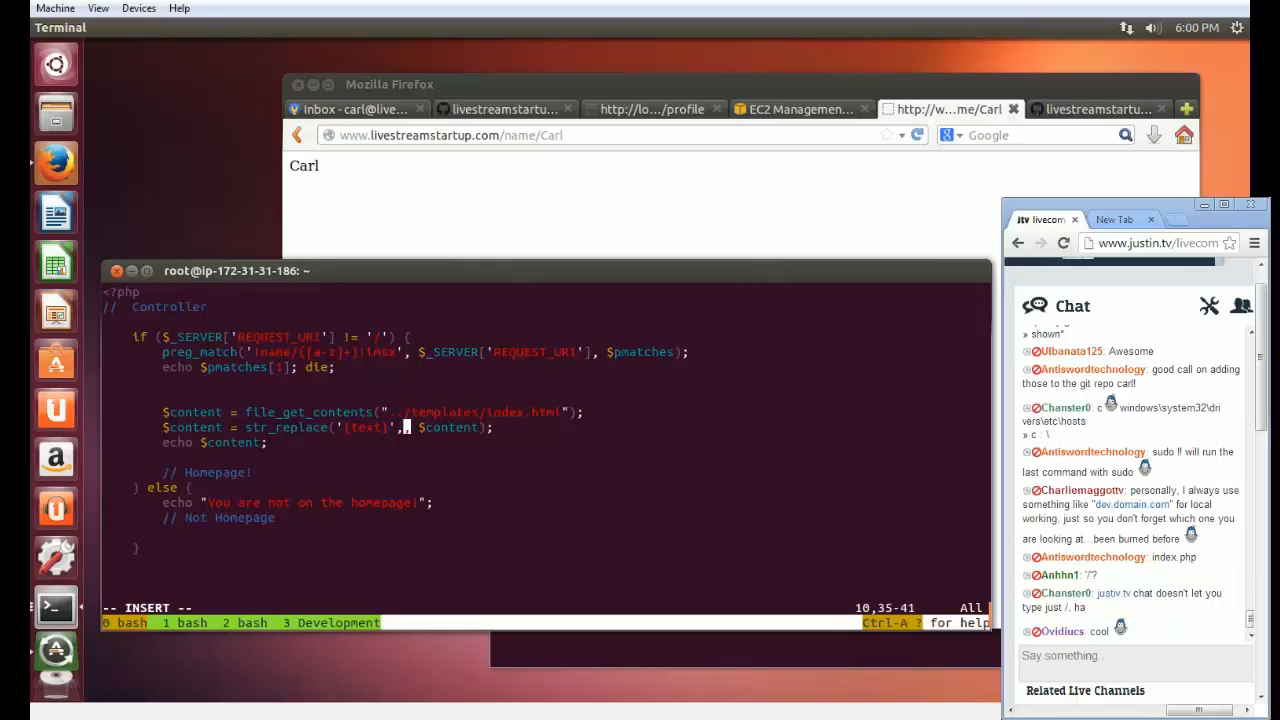 Machine View Devices Help
Terminal 6:00 PM
Mozilla Firefox
Inbox - carl@live... livestreamstartu... http://lo.../profile EC2 Managemen... http://w...me/Carl livestreamstartu...
www.livestreamstartup.com/name/Carl Google
Carl
root@ip-172-31-31-186: ~
<?php
// Controller
if ($_SERVER['REQUEST_URI'] != '/') {
preg_match('!name/([a-z]+)!imsx', $_SERVER['REQUEST_URI'], $pmatches);
echo $pmatches[1]; die;
$content = file_get_contents("../templates/index.html");
$content = str_replace('{text}',, $content);
echo $content;
// Homepage!
} else {
echo "You are not on the homepage!";
// Not Homepage
}
-- INSERT -- 10,35-41 All
0 bash 1 bash 2 bash 3 Development Ctrl-A ? for help
jtv livecom New Tab
www.justin.tv/livecom
Chat
» shown*
Ulbanata125: Awesome
Antiswordtechnology: good call on adding
those to the git repo carl!
Chanster0: c windows\system32\dri
vers\etc\hosts
» c : \
Antiswordtechnology: sudo !! will run the
last command with sudo
Charliemaggottv: personally, I always use
something like "dev.domain.com" for local
working, just so you don't forget which one you
are looking at... been burned before
Antiswordtechnology: index.php
Anhhn1: '/'?
Chanster0: justiv.tv chat doesn't let you
type just /. ha
Ovidiucs: cool
Say something...
Related Live Channels